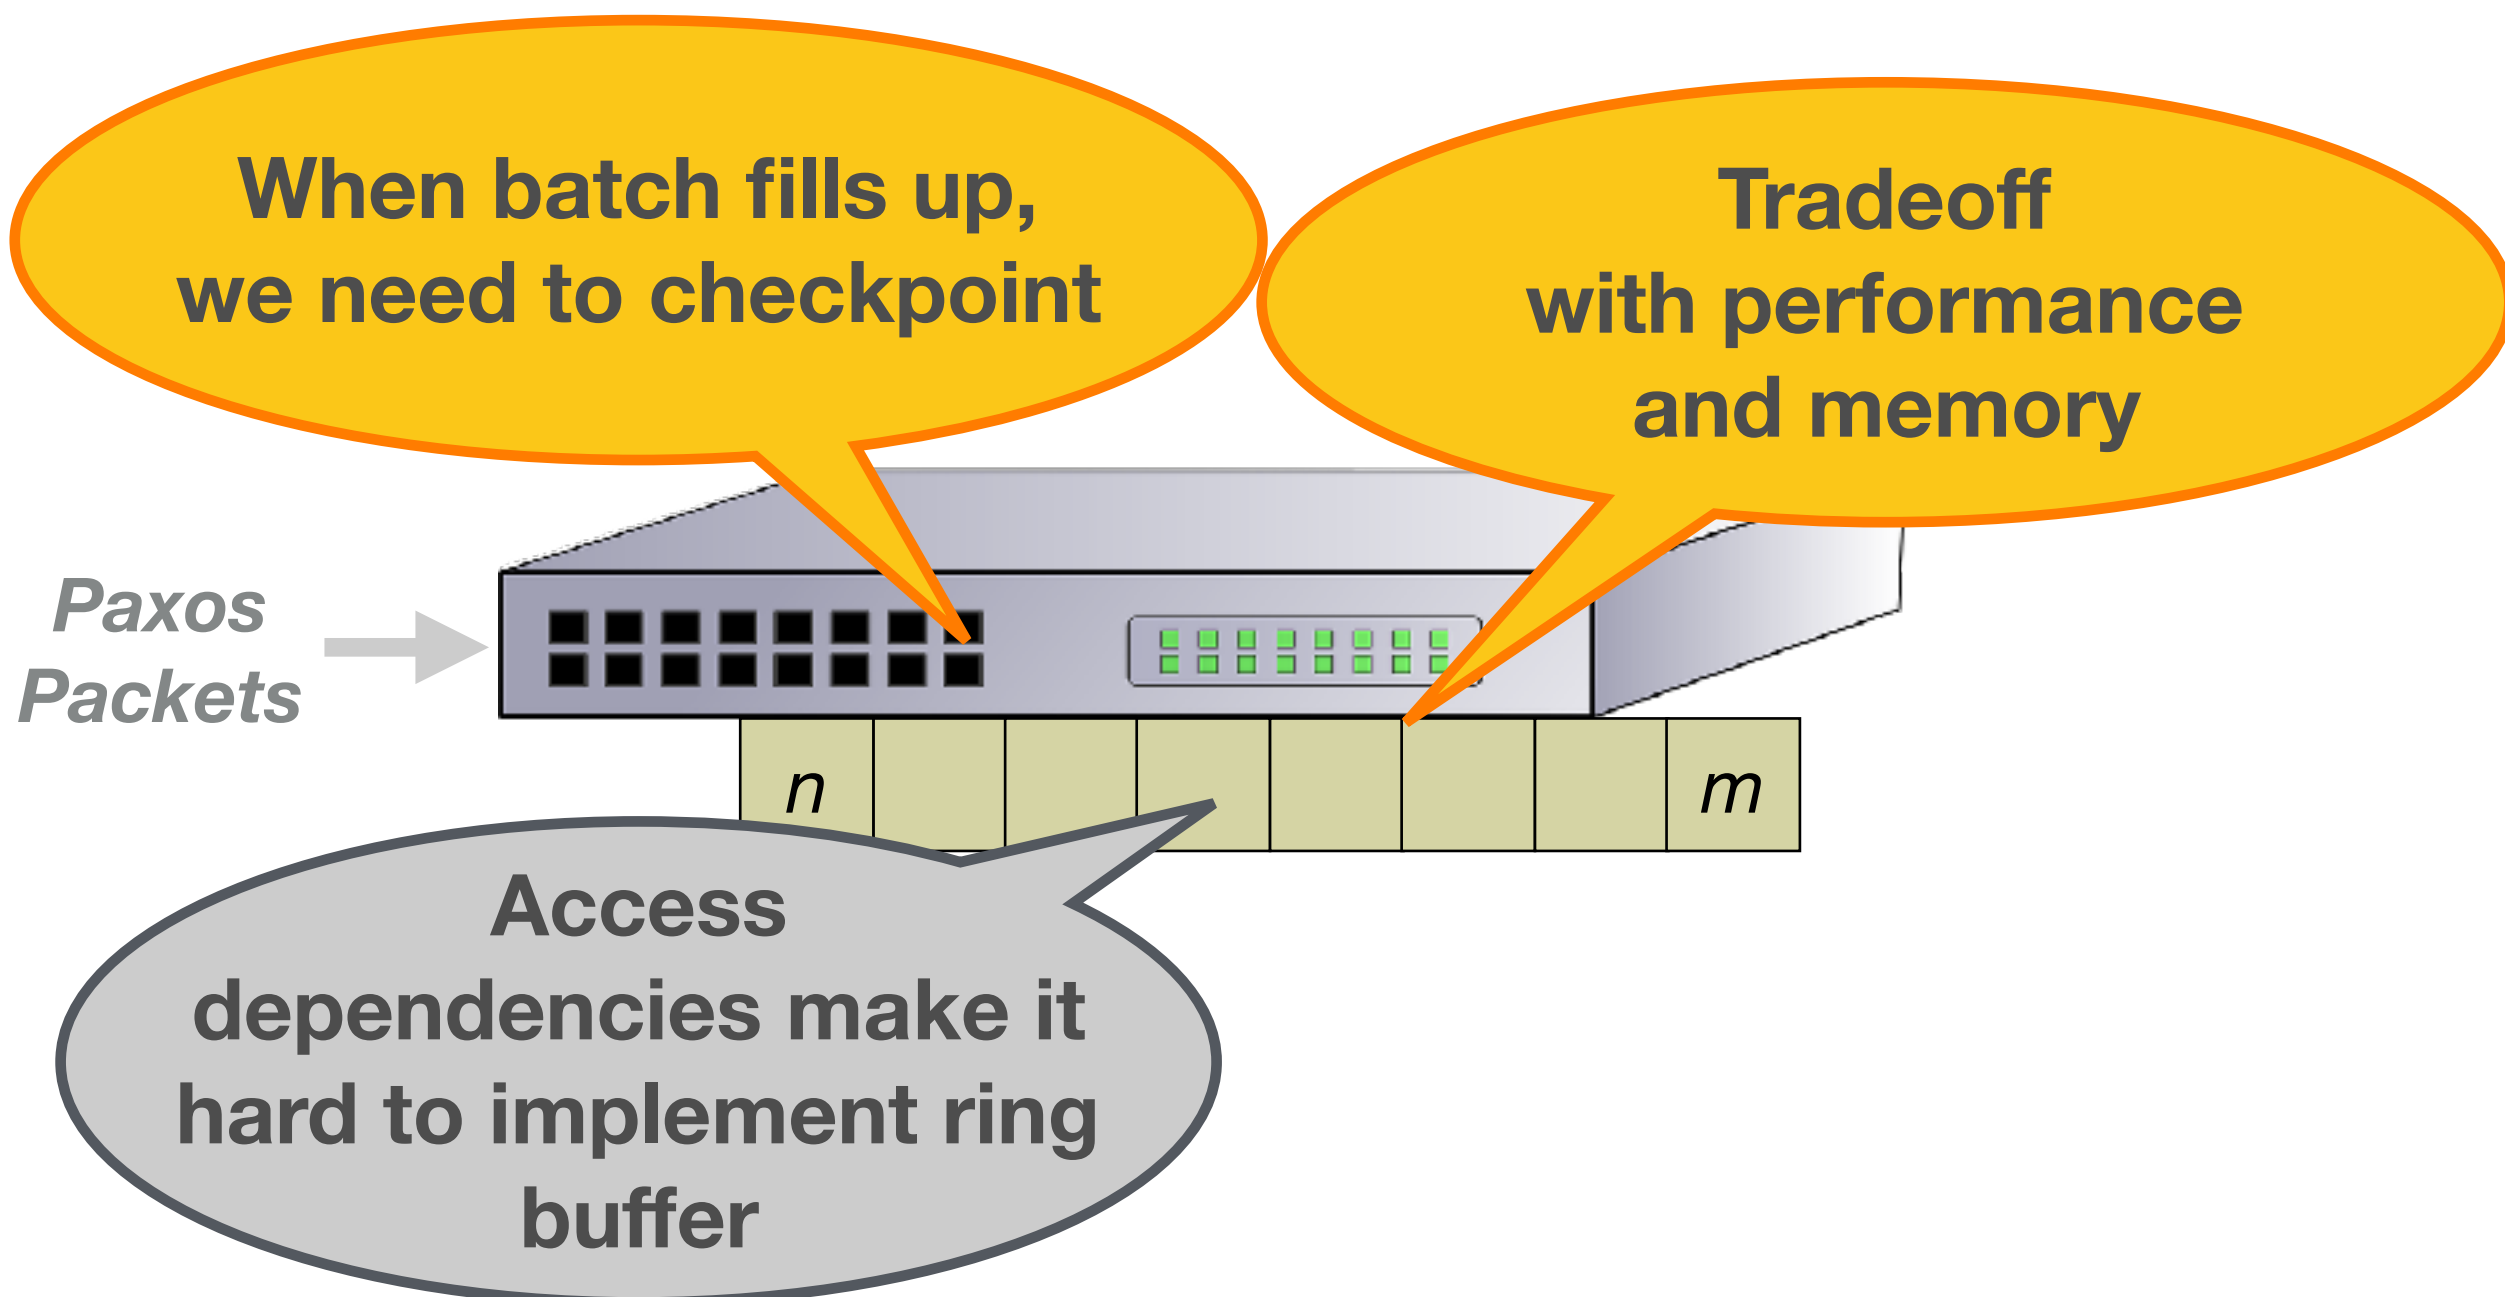 When batch fills up,
we need to checkpoint
Tradeoff
with performance
and memory
Paxos
Packets
n
m
Access
dependencies make it
hard to implement ring
buffer